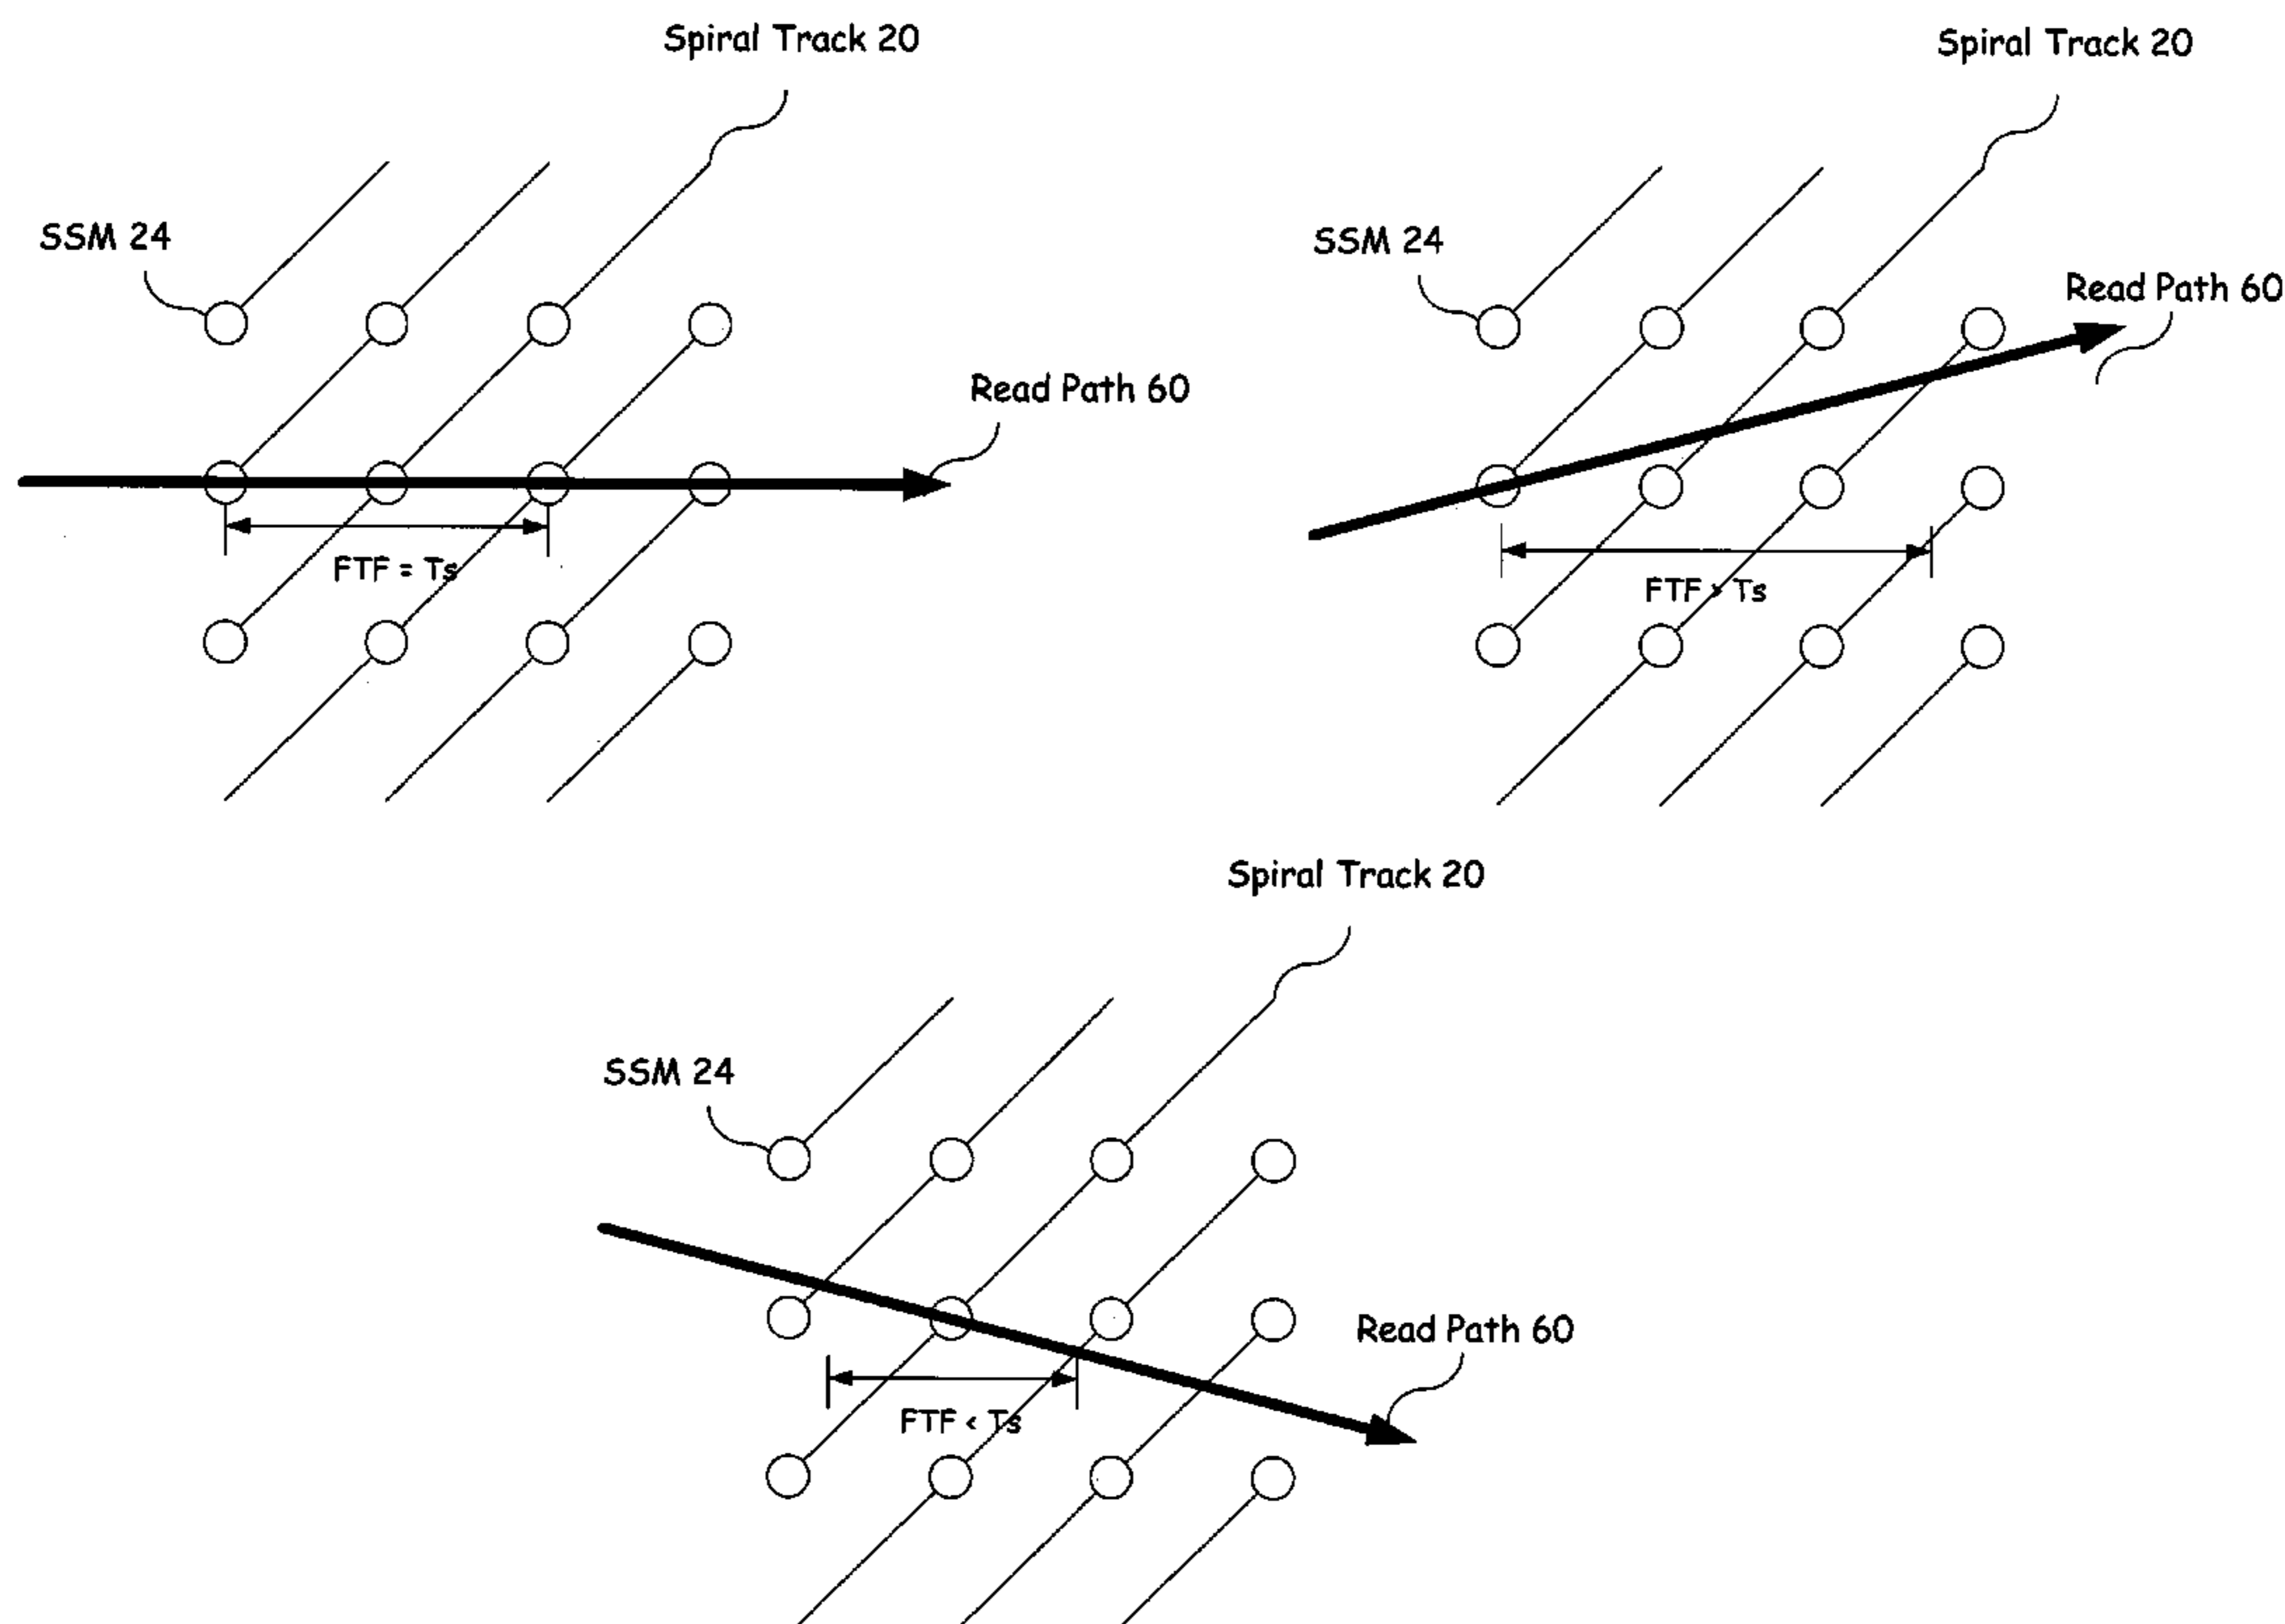 Spiral Track 20
SSM 24
Read Path 60
FTF = Ts
Spiral Track 20
SSM 24
Read Path 60
FTF > Ts
Spiral Track 20
SSM 24
Read Path 60
FTF < Ts